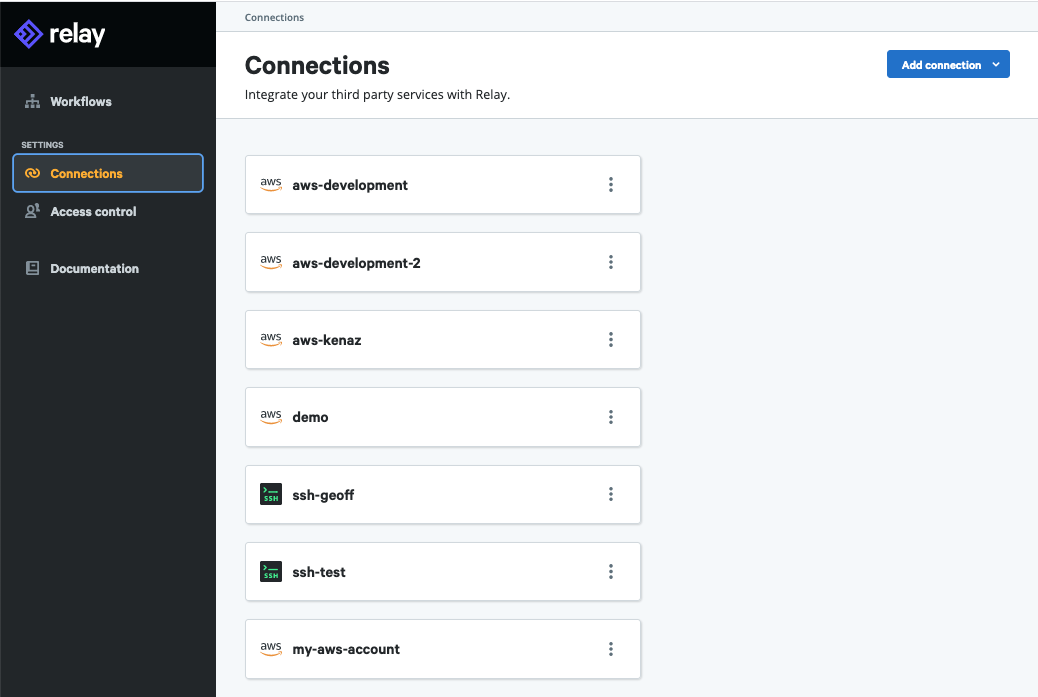 relay
Workflows
SETTINGS
Connections
Access control
Documentation
Connections
Connections
Integrate your third party services with Relay.
Add connection
aws aws-development
aws aws-development-2
aws aws-kenaz
aws demo
SSH ssh-geoff
SSH ssh-test
aws my-aws-account